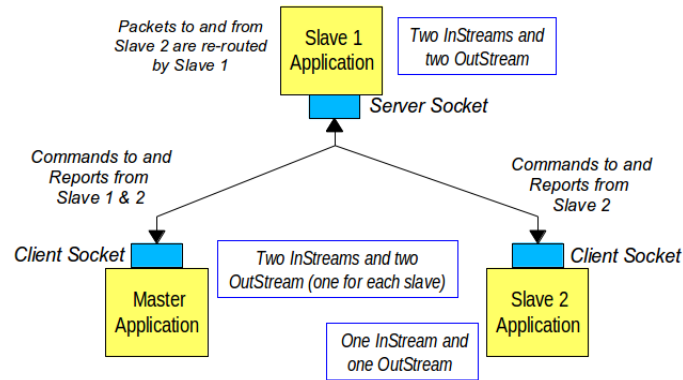 Packets to and from
Slave 2 are re-routed
by Slave 1
Slave 1
Application
Two InStreams and
two OutStream
Server Socket
Commands to and
Reports from
Slave 1 & 2
Commands to and
Reports from
Slave 2
Client Socket
Two InStreams and two
OutStream (one for each slave)
Client Socket
Master
Application
Slave 2
Application
One InStream and
one OutStream